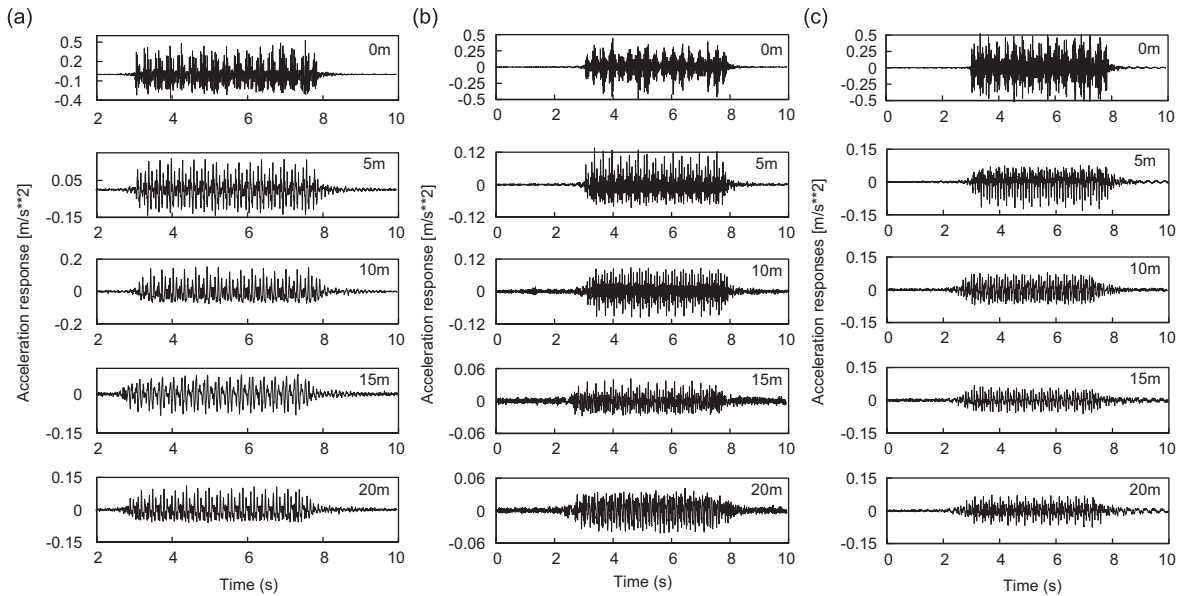 (a)
Acceleration response [m/s**2]
0.5
0.2
-0.1
-0.4
0m
2 4 6 8 10
0.05
-0.15
5m
2 4 6 8 10
0.2
0
-0.2
10m
2 4 6 8 10
0
-0.15
15m
2 4 6 8 10
0.15
0
-0.15
20m
2 4 6 8 10
Time (s)
(b)
Acceleration response [m/s**2]
0.5
0.25
0
-0.25
-0.5
0m
0 2 4 6 8 10
0.12
0
-0.12
5m
0 2 4 6 8 10
0.12
0
-0.12
10m
0 2 4 6 8 10
0.06
0
-0.06
15m
0 2 4 6 8 10
0.06
0
-0.06
20m
0 2 4 6 8 10
Time (s)
(c)
Acceleration responses [m/s**2]
0.5
0.25
0
-0.25
-0.5
0m
0 2 4 6 8 10
0.15
0
-0.15
5m
0 2 4 6 8 10
0.15
0
-0.15
10m
0 2 4 6 8 10
0.15
0
-0.15
15m
0 2 4 6 8 10
0.15
0
-0.15
20m
0 2 4 6 8 10
Time (s)